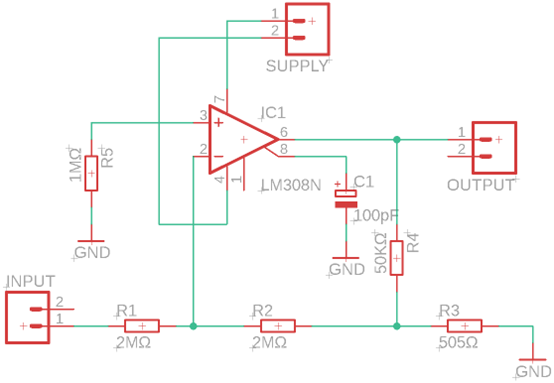 1
2
SUPPLY
7
IC1
3
2
6
8
4
1
LM308N
1
2
OUTPUT
1MΩ
R5
GND
C1
100pF
GND
50KΩ
R4
INPUT
2
1
R1
2MΩ
R2
2MΩ
R3
505Ω
GND